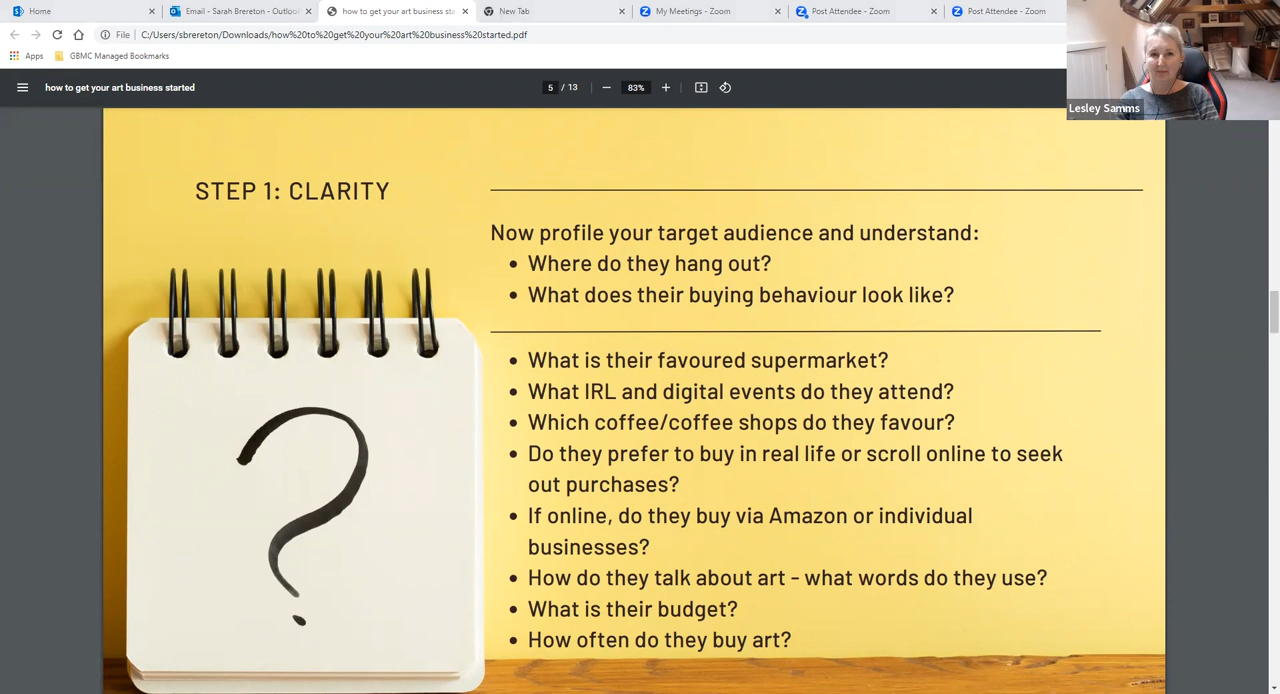 Home
Email - Sarah Brereton - Outloo
how to get your art business sta
New Tab
My Meetings - Zoom
Post Attendee - Zoom
Post Attendee - Zoom
File
C:/Users/sbrereton/Downloads/how%20to%20get%20your%20art%20business%20started.pdf
Apps
GBMC Managed Bookmarks
how to get your art business started
5 / 13
83%
Lesley Samms
STEP 1: CLARITY
Now profile your target audience and understand:
• Where do they hang out?
• What does their buying behaviour look like?
• What is their favoured supermarket?
• What IRL and digital events do they attend?
• Which coffee/coffee shops do they favour?
• Do they prefer to buy in real life or scroll online to seek
out purchases?
• If online, do they buy via Amazon or individual
businesses?
• How do they talk about art - what words do they use?
• What is their budget?
• How often do they buy art?
?